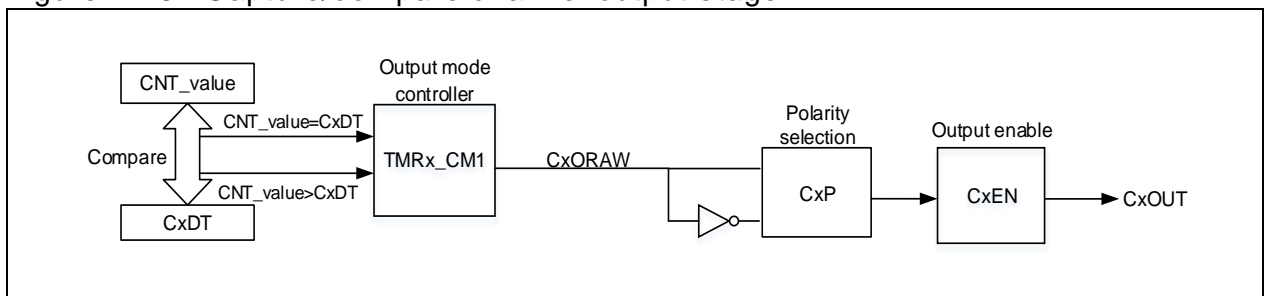 Output mode
controller
CNT_value
CNT_value=CxDT
Compare
TMRx_CM1
CNT_value>CxDT
CxDT
CxORAW
Polarity
selection
CxP
Output enable
CxEN
CxOUT